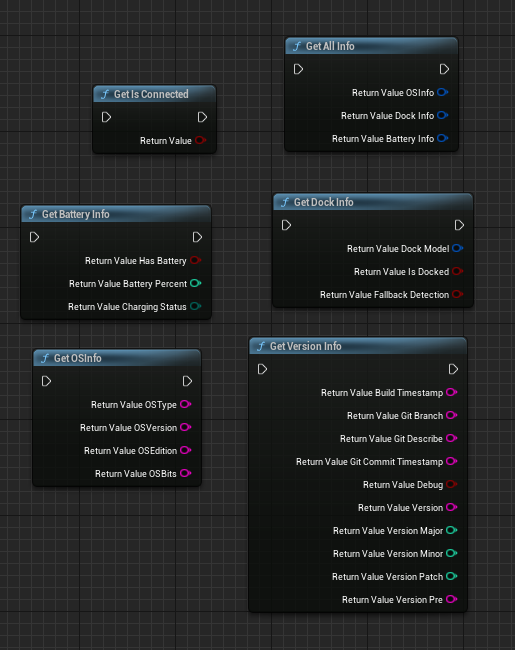 f Get All Info
Return Value OSInfo
Return Value Dock Info
Return Value Battery Info
f Get Is Connected
Return Value
f Get Battery Info
Return Value Has Battery
Return Value Battery Percent
Return Value Charging Status
f Get Dock Info
Return Value Dock Model
Return Value Is Docked
Return Value Fallback Detection
f Get OSInfo
Return Value OSType
Return Value OSVersion
Return Value OSEdition
Return Value OSBits
f Get Version Info
Return Value Build Timestamp
Return Value Git Branch
Return Value Git Describe
Return Value Git Commit Timestamp
Return Value Debug
Return Value Version
Return Value Version Major
Return Value Version Minor
Return Value Version Patch
Return Value Version Pre